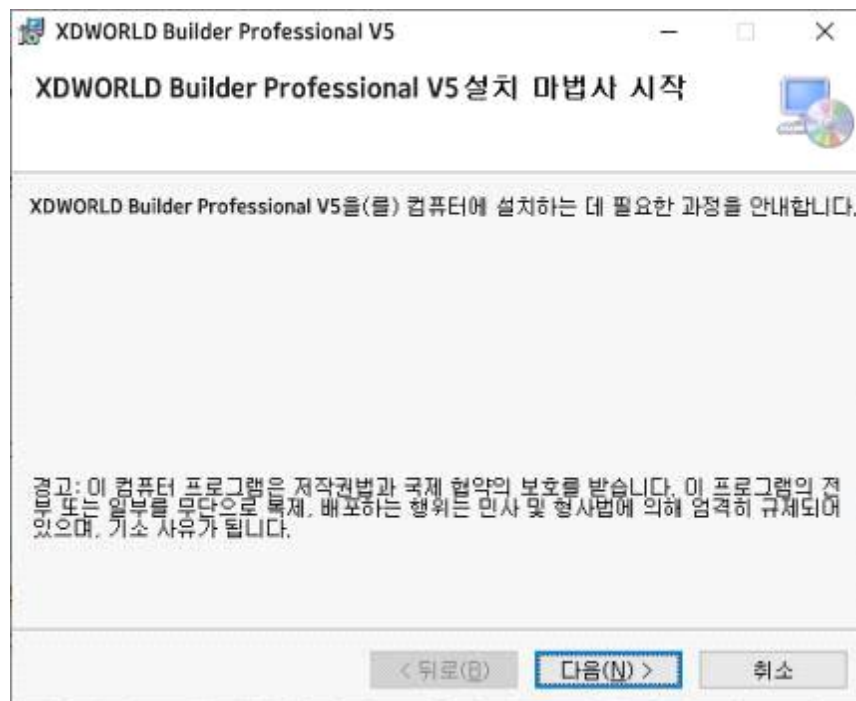 XDWORLD Builder Professional V5
XDWORLD Builder Professional V5설치 마법사 시작
XDWORLD Builder Professional V5을(를) 컴퓨터에 설치하는 데 필요한 과정을 안내합니다.
경고: 이 컴퓨터 프로그램은 저작권법과 국제 협약의 보호를 받습니다. 이 프로그램의 전
부 또는 일부를 무단으로 복제, 배포하는 행위는 민사 및 형사법에 의해 엄격히 규제되어
있으며, 기소 사유가 됩니다.
< 뒤로(B)
다음(N) >
취소